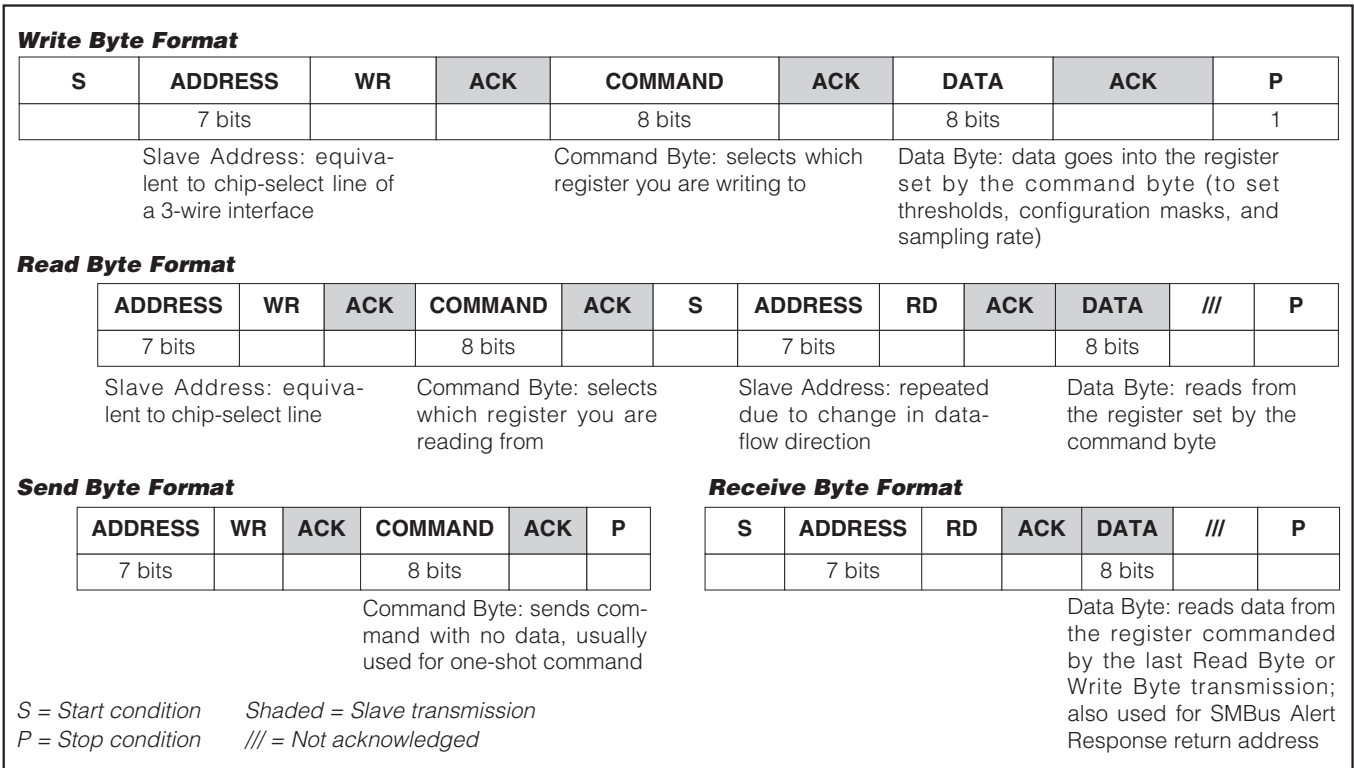 Write Byte Format
S ADDRESS WR ACK COMMAND ACK DATA ACK P
7 bits 8 bits 8 bits 1
Slave Address: equiva-
lent to chip-select line of
a 3-wire interface
Command Byte: selects which
register you are writing to
Data Byte: data goes into the register
set by the command byte (to set
thresholds, configuration masks, and
sampling rate)
Read Byte Format
ADDRESS WR ACK COMMAND ACK S ADDRESS RD ACK DATA /// P
7 bits 8 bits 7 bits 8 bits
Slave Address: equiva-
lent to chip-select line
Command Byte: selects
which register you are
reading from
Slave Address: repeated
due to change in data-
flow direction
Data Byte: reads from
the register set by the
command byte
Send Byte Format
ADDRESS WR ACK COMMAND ACK P
7 bits 8 bits
Command Byte: sends com-
mand with no data, usually
used for one-shot command
Receive Byte Format
S ADDRESS RD ACK DATA /// P
7 bits 8 bits
Data Byte: reads data from
the register commanded
by the last Read Byte or
Write Byte transmission;
also used for SMBus Alert
Response return address
S = Start condition Shaded = Slave transmission
P = Stop condition /// = Not acknowledged